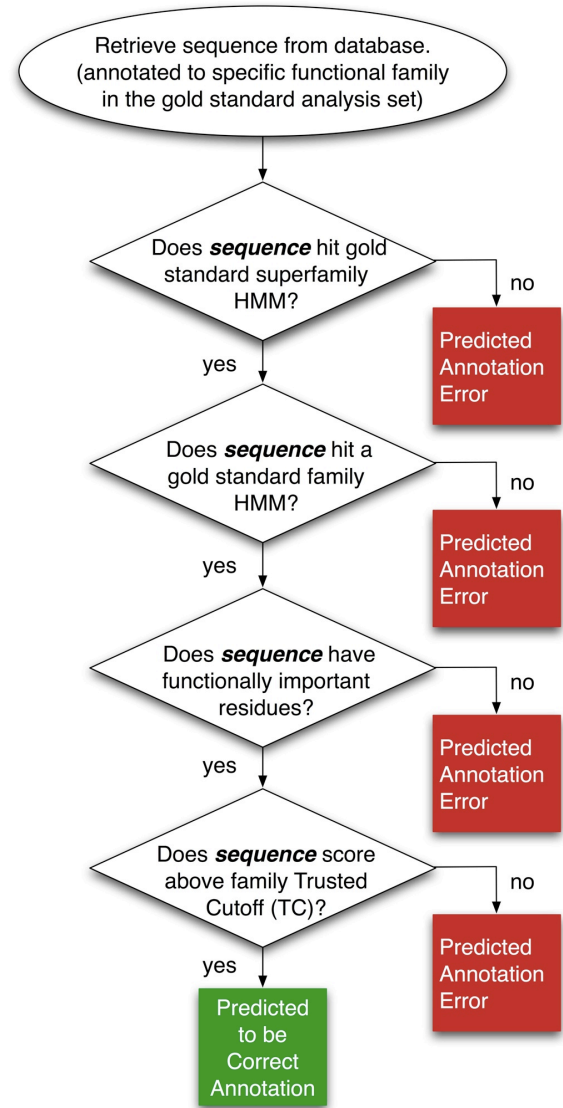 Retrieve sequence from database.
(annotated to specific functional family
in the gold standard analysis set)
Does sequence hit gold
standard superfamily
HMM?
no
Predicted
Annotation
Error
yes
Does sequence hit a
gold standard family
HMM?
no
Predicted
Annotation
Error
yes
Does sequence have
functionally important
residues?
no
Predicted
Annotation
Error
yes
Does sequence score
above family Trusted
Cutoff (TC)?
no
Predicted
Annotation
Error
yes
Predicted
to be
Correct
Annotation